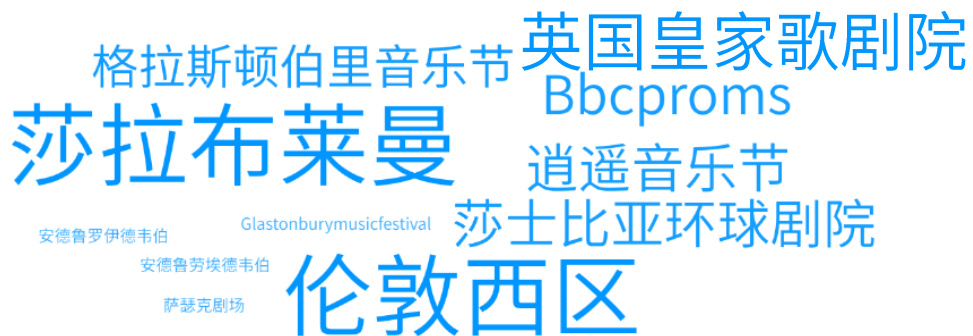 英国皇家歌剧院
格拉斯顿伯里音乐节
Bbcproms
莎拉布莱曼
逍遥音乐节
莎士比亚环球剧院
Glastonburymusicfestival
安德鲁罗伊德韦伯
安德鲁劳埃德韦伯
伦敦西区
萨瑟克剧场